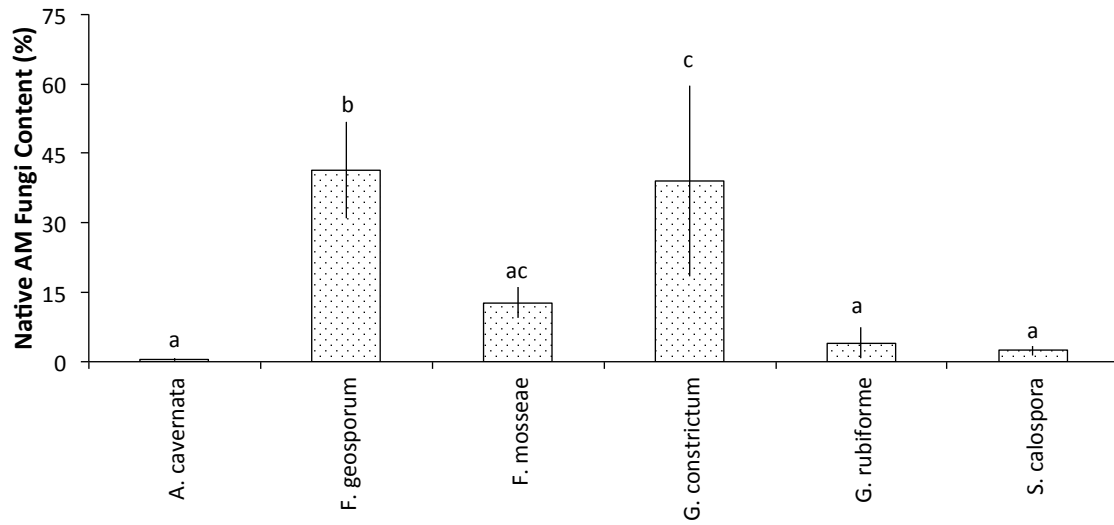 Native AM Fungi Content (%)
75
60
45
30
15
0
a
b
ac
c
a
a
A. cavernata
F. geosporum
F. mosseae
G. constrictum
G. rubiforme
S. calospora